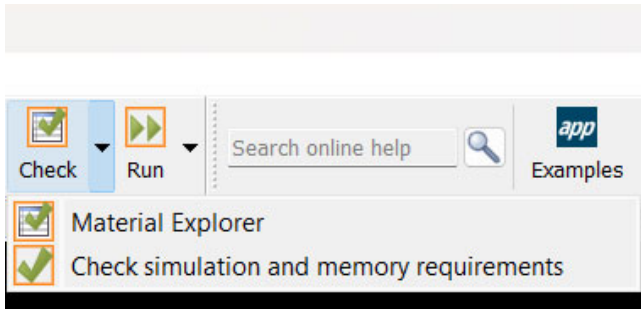 app
Check Run Search online help Examples
Material Explorer
Check simulation and memory requirements